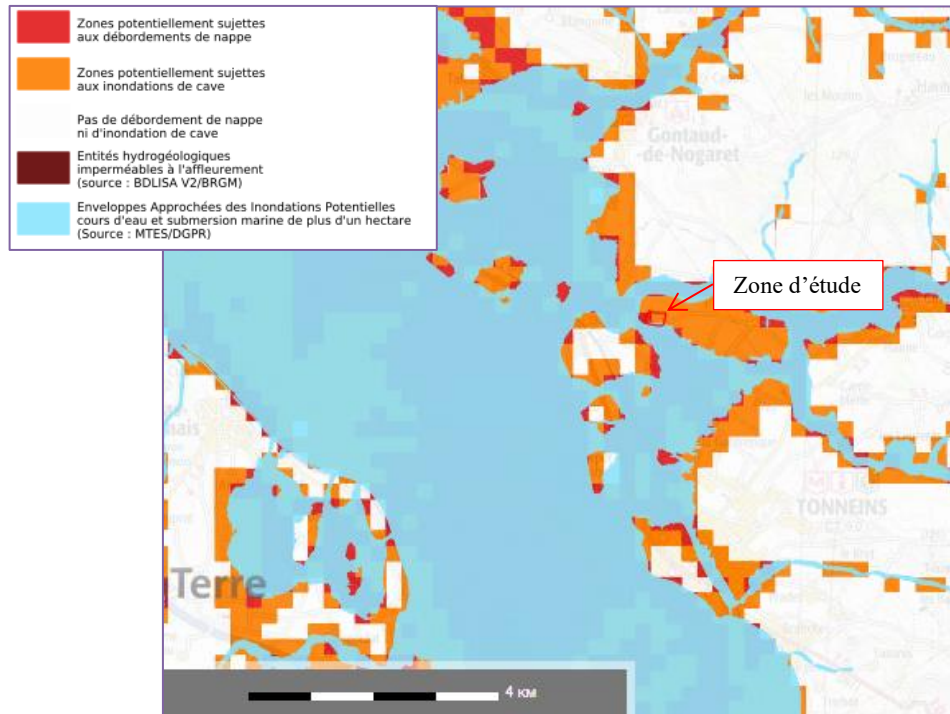 Zones potentiellement sujettes
aux débordements de nappe
Zones potentiellement sujettes
aux inondations de cave
Pas de débordement de nappe
ni d'inondation de cave
Entités hydrogéologiques
imperméables à l'affleurement
(source : BDLISA V2/BRGM)
Enveloppes Approchées des Inondations Potentielles
cours d'eau et submersion marine de plus d'un hectare
(Source : MTES/DGPR)
Gontaud-
-de-Nogaret
Zone d'étude
TONNEINS
Terre
4 км